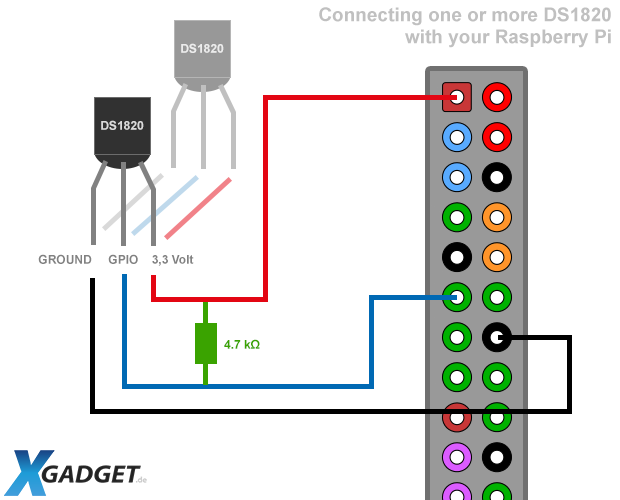 Connecting one or more DS1820
with your Raspberry Pi
DS1820
DS1820
GROUND GPIO 3,3 Volt
4.7 kΩ
XGADGET.de